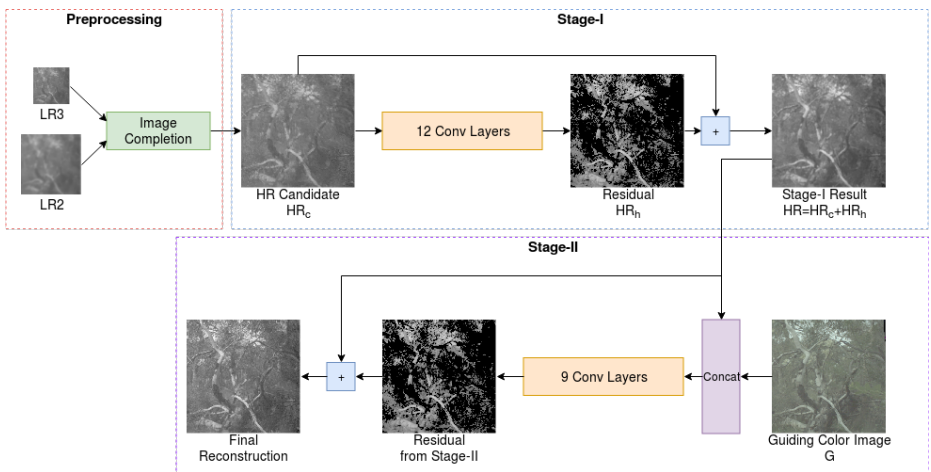 Preprocessing
LR3
LR2
Image
Completion
Stage-I
HR Candidate
HRc
12 Conv Layers
Residual
HRh
+
Stage-I Result
HR=HRc+HRh
Stage-II
Final
Reconstruction
+
Residual
from Stage-II
9 Conv Layers
Concat
Guiding Color Image
G